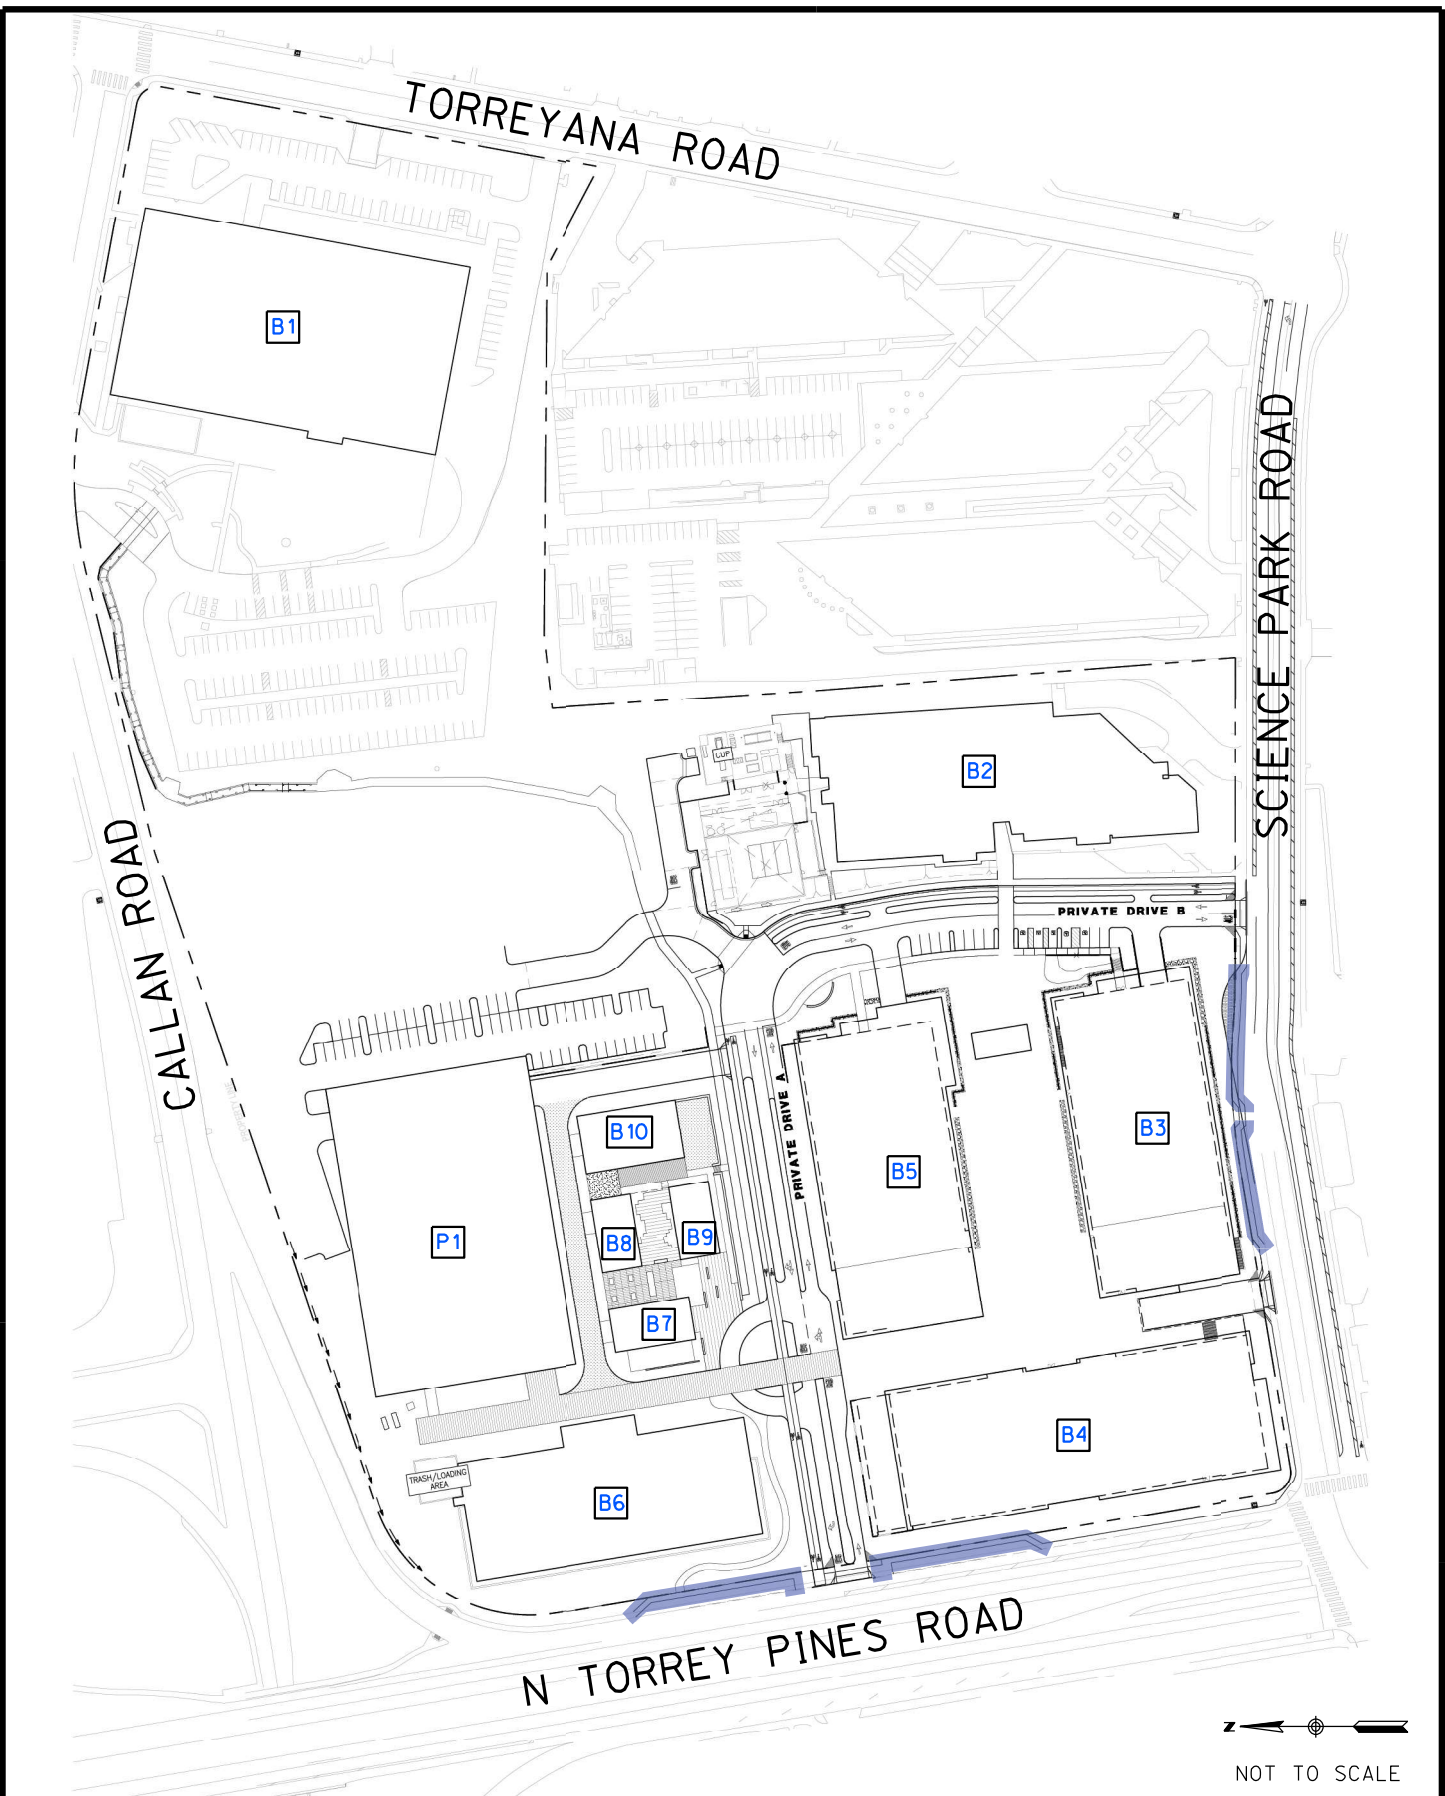 TORREYANA ROAD
B1
SCIENCE PARK ROAD
CUP
B2
CALLAN ROAD
PRIVATE DRIVE B
PRIVATE DRIVE A
B10
B3
B5
P1
B8
B9
B7
B4
TRASH/LOADING
AREA
B6
N TORREY PINES ROAD
Z
NOT TO SCALE